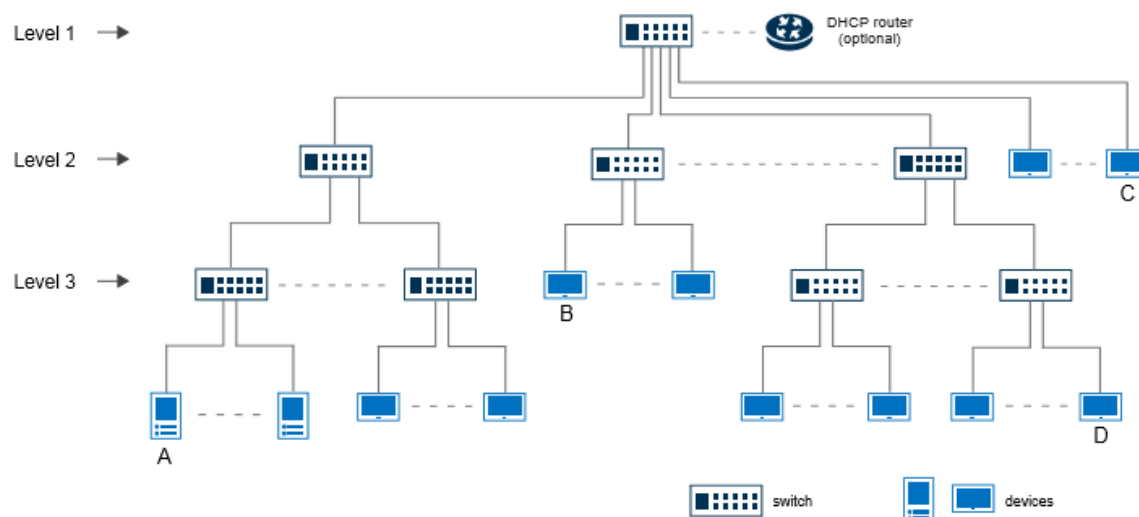 Level 1
DHCP router
(optional)
Level 2
C
Level 3
B
A
D
switch
devices